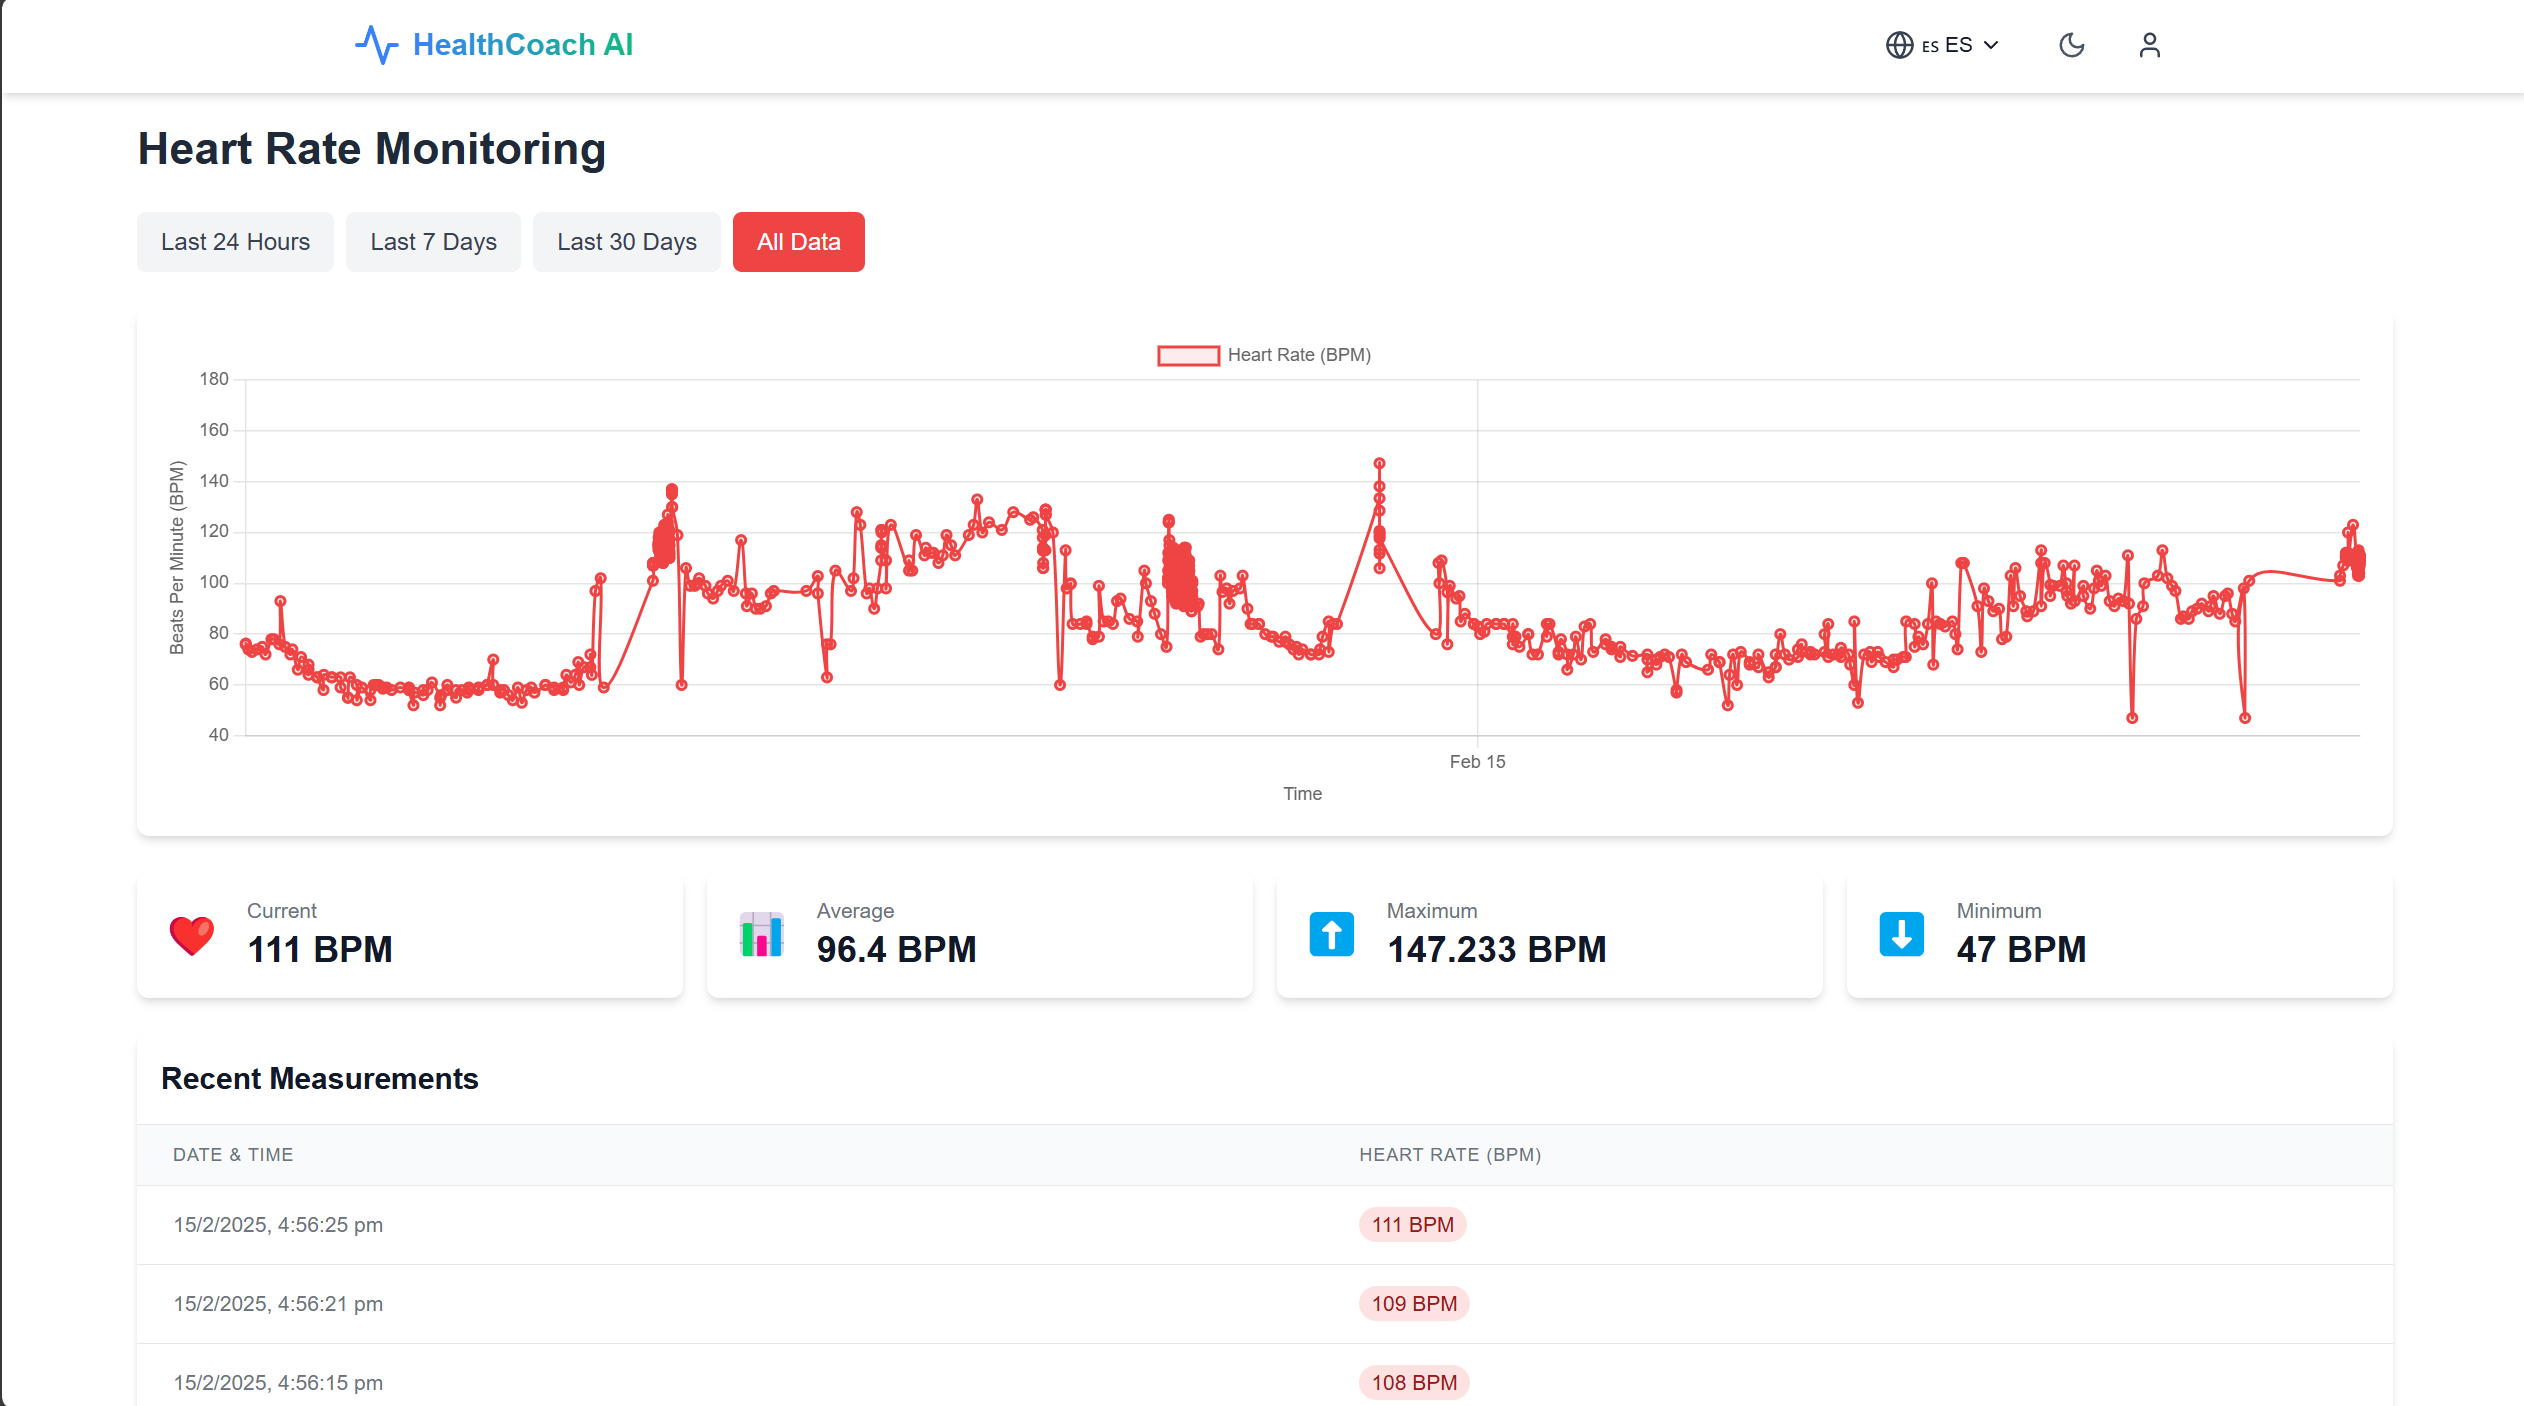 HealthCoach AI
ES ES
Heart Rate Monitoring
Last 24 Hours
Last 7 Days
Last 30 Days
All Data
Heart Rate (BPM)
Beats Per Minute (BPM)
180
160
140
120
100
80
60
40
Feb 15
Time
Current
111 BPM
Average
96.4 BPM
Maximum
147.233 BPM
Minimum
47 BPM
Recent Measurements
DATE & TIME
HEART RATE (BPM)
15/2/2025, 4:56:25 pm
111 BPM
15/2/2025, 4:56:21 pm
109 BPM
15/2/2025, 4:56:15 pm
108 BPM